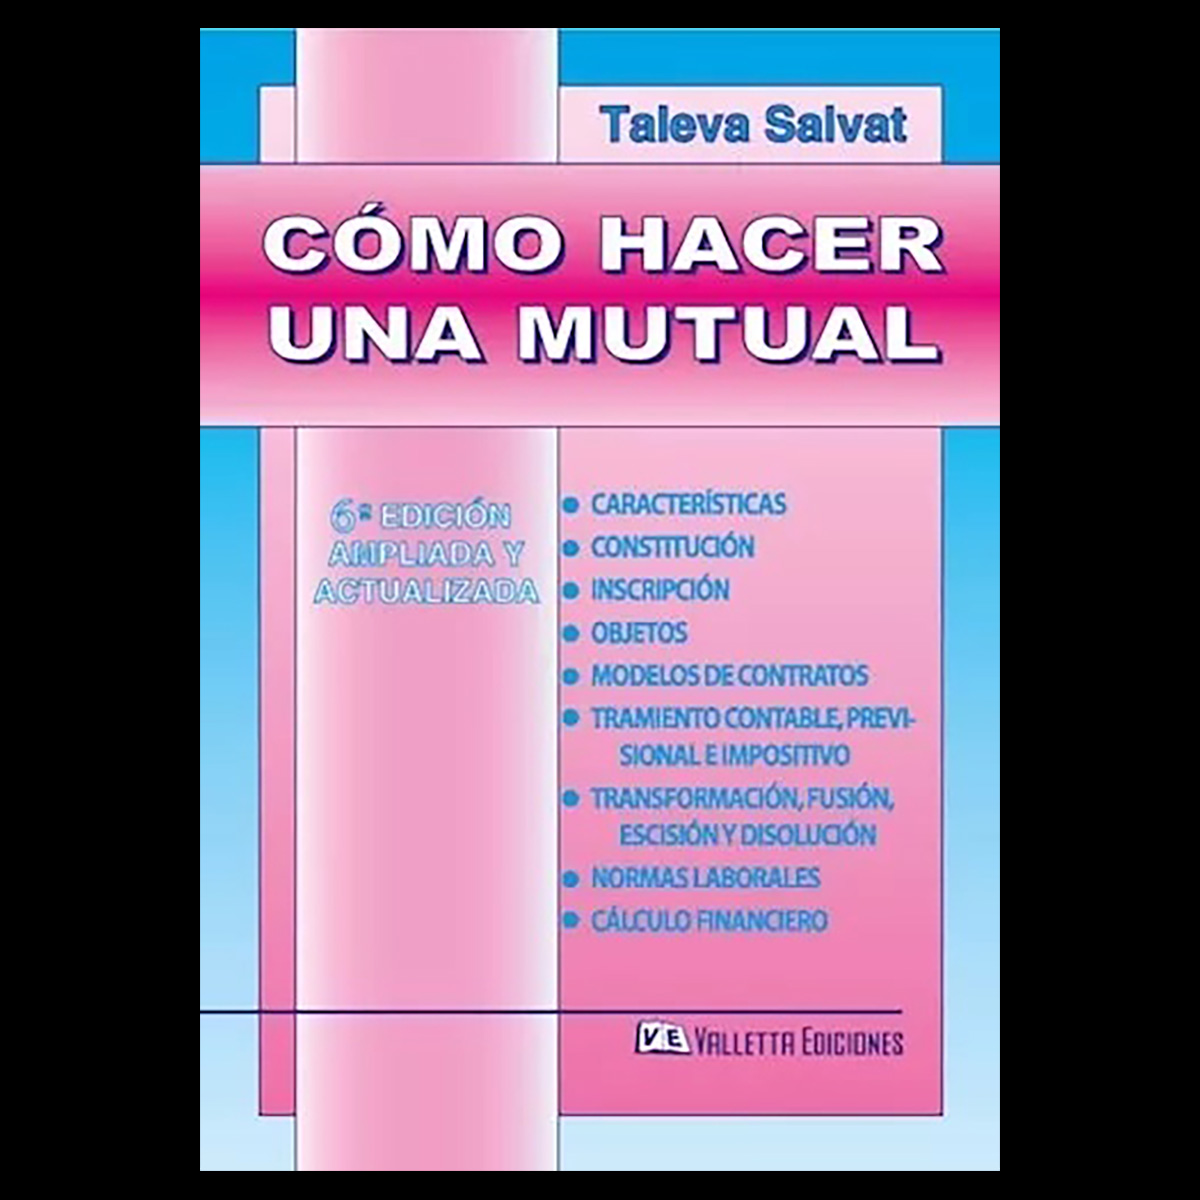 Taleva Salvat
CÓMO HACER
UNA MUTUAL
6ª EDICIÓN
AMPLIADA Y
ACTUALIZADA
• CARACTERÍSTICAS
• CONSTITUCIÓN
• INSCRIPCIÓN
• OBJETOS
• MODELOS DE CONTRATOS
• TRAMIENTO CONTABLE, PREVI-
SIONAL E IMPOSITIVO
• TRANSFORMACIÓN, FUSIÓN,
ESCISIÓN Y DISOLUCIÓN
• NORMAS LABORALES
• CÁLCULO FINANCIERO
VE VALLETTA EDICIONES